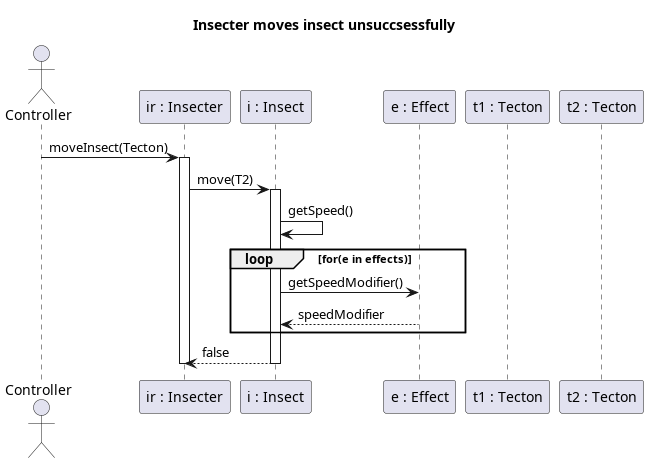 Insecter moves insect unsuccsessfully
Controller
ir : Insecter
i : Insect
e : Effect
t1 : Tecton
t2 : Tecton
moveInsect(Tecton)
move(T2)
getSpeed()
loop
[for(e in effects)]
getSpeedModifier()
speedModifier
false
Controller
ir : Insecter
i : Insect
e : Effect
t1 : Tecton
t2 : Tecton